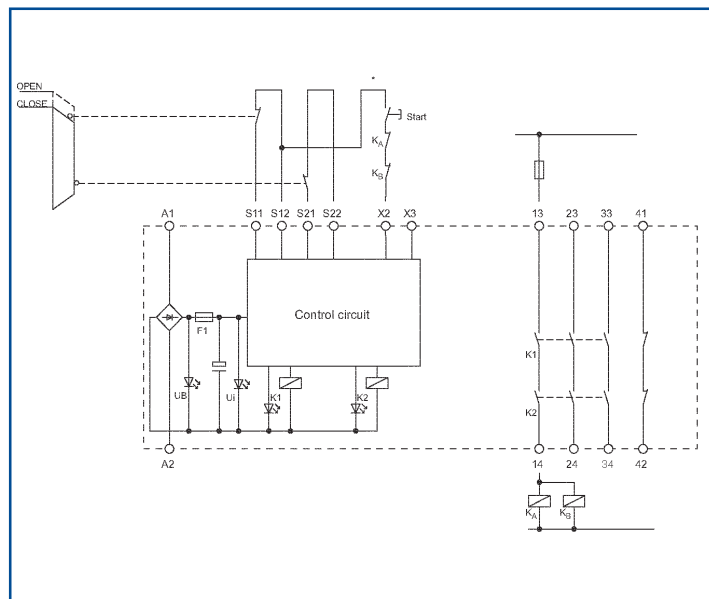 OPEN
CLOSE
Start
KA
KB
A1 S11 S12 S21 S22 X2 X3 13 23 33 41
Control circuit
F1
K1
UB Ui K1 K2
K2
A2 14 24 34 42
KA KB